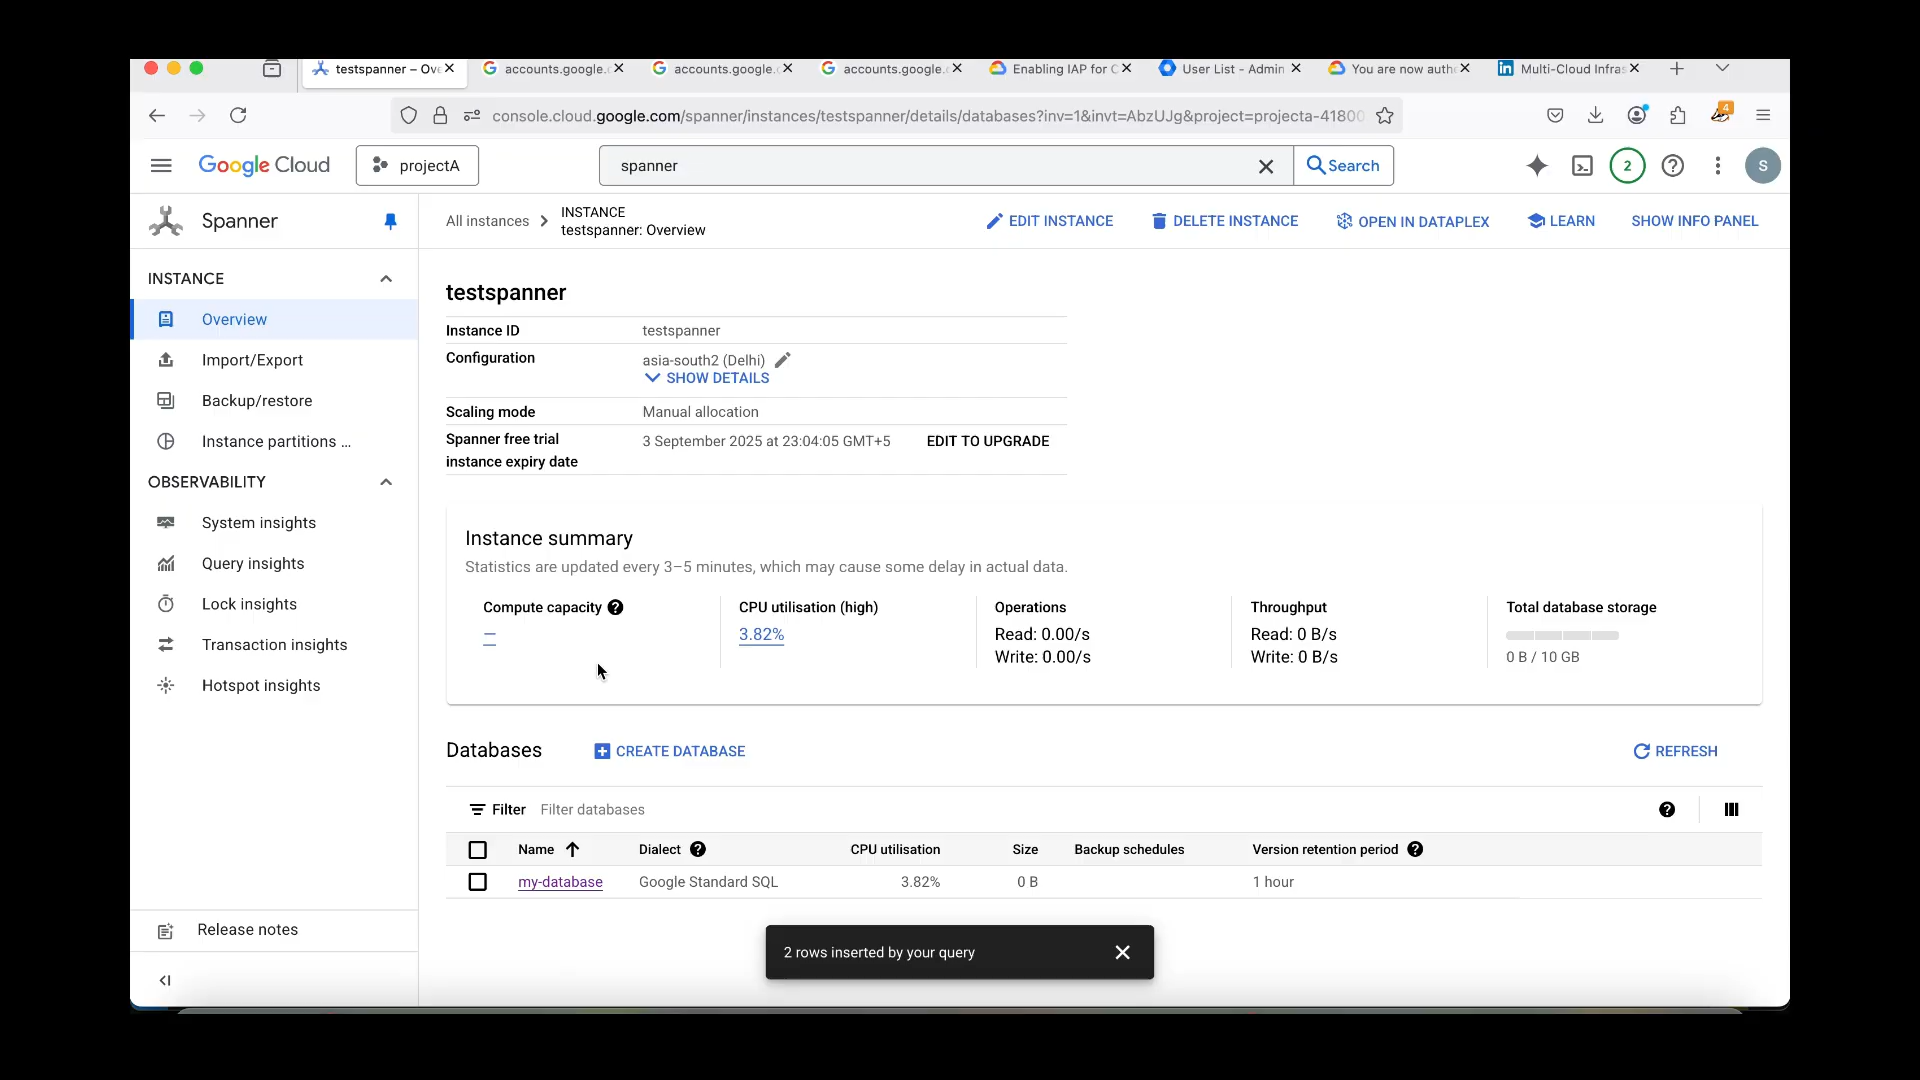 testspanner – Ov
accounts.google.c
accounts.google.c
accounts.google.c
Enabling IAP for C
User List - Admin
You are now auth
Multi-Cloud Infras
console.cloud.google.com/spanner/instances/testspanner/details/databases?inv=1&invt=AbzUJg&project=projecta-41800
4
Google Cloud
projectA
spanner
Search
2
S
Spanner
All instances
INSTANCE
testspanner: Overview
EDIT INSTANCE
DELETE INSTANCE
OPEN IN DATAPLEX
LEARN
SHOW INFO PANEL
INSTANCE
Overview
Import/Export
Backup/restore
Instance partitions ...
OBSERVABILITY
System insights
Query insights
Lock insights
Transaction insights
Hotspot insights
Release notes
testspanner
Instance ID testspanner
Configuration asia-south2 (Delhi)
SHOW DETAILS
Scaling mode Manual allocation
Spanner free trial instance expiry date 3 September 2025 at 23:04:05 GMT+5 EDIT TO UPGRADE
Instance summary
Statistics are updated every 3–5 minutes, which may cause some delay in actual data.
Compute capacity
—
CPU utilisation (high)
3.82%
Operations
Read: 0.00/s
Write: 0.00/s
Throughput
Read: 0 B/s
Write: 0 B/s
Total database storage
0 B / 10 GB
Databases
CREATE DATABASE
REFRESH
Filter Filter databases
Name Dialect CPU utilisation Size Backup schedules Version retention period
my-database Google Standard SQL 3.82% 0 B 1 hour
2 rows inserted by your query